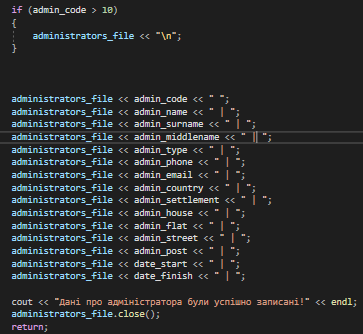 if (admin_code > 10)
{
administrators_file << "\n";
}
administrators_file << admin_code << " ";
administrators_file << admin_name << " | ";
administrators_file << admin_surname << " | ";
administrators_file << admin_middlename << " | ";
administrators_file << admin_type << " | ";
administrators_file << admin_phone << " | ";
administrators_file << admin_email << " | ";
administrators_file << admin_country << " | ";
administrators_file << admin_settlement << " | ";
administrators_file << admin_house << " | ";
administrators_file << admin_flat << " | ";
administrators_file << admin_street << " | ";
administrators_file << admin_post << " | ";
administrators_file << date_start << " | ";
administrators_file << date_finish << " | ";
cout << "Дані про адміністратора були успішно записані!" << endl;
administrators_file.close();
return;